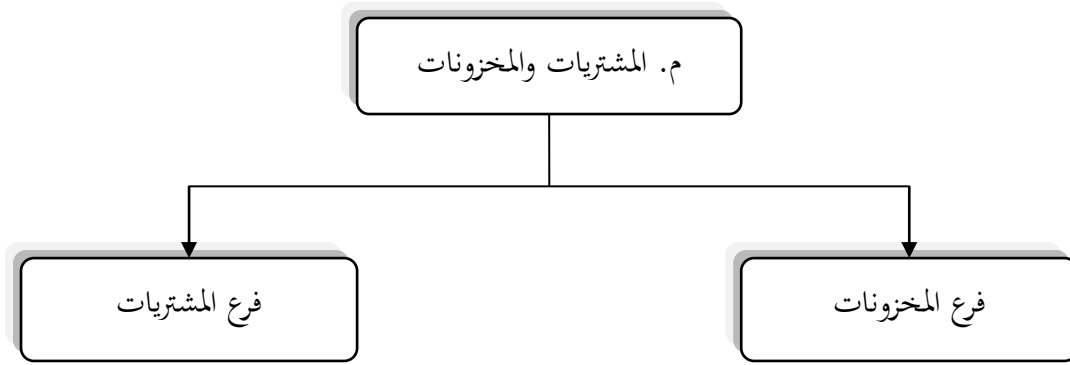 م. المشتريات والمخزونات
فرع المخزونات
فرع المشتريات